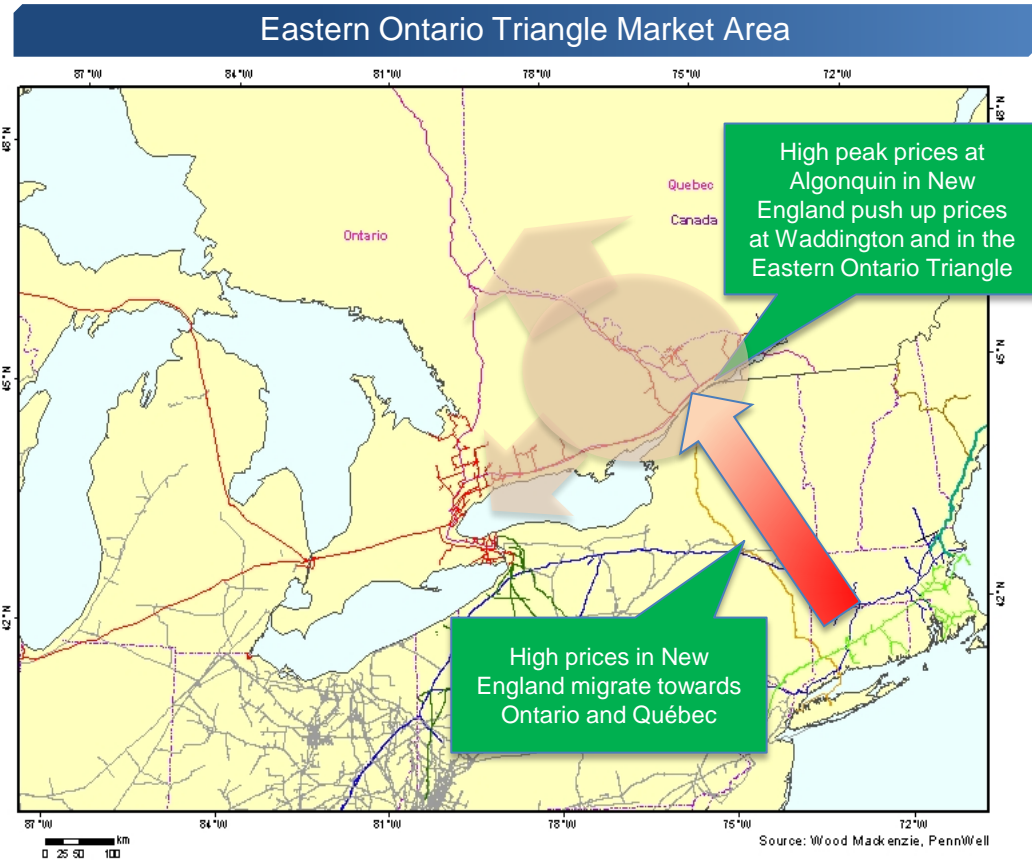 Eastern Ontario Triangle Market Area
87°W 84°W 81°W 78°W 75°W 72°W
48°N
48°N
High peak prices at
Algonquin in New
England push up prices
at Waddington and in the
Eastern Ontario Triangle
Quebec
Canada
Ontario
45°N
45°N
42°N
42°N
High prices in New
England migrate towards
Ontario and Québec
87°W 84°W 81°W 78°W 75°W 72°W
km
0 25 50 100
Source: Wood Mackenzie, PennWell